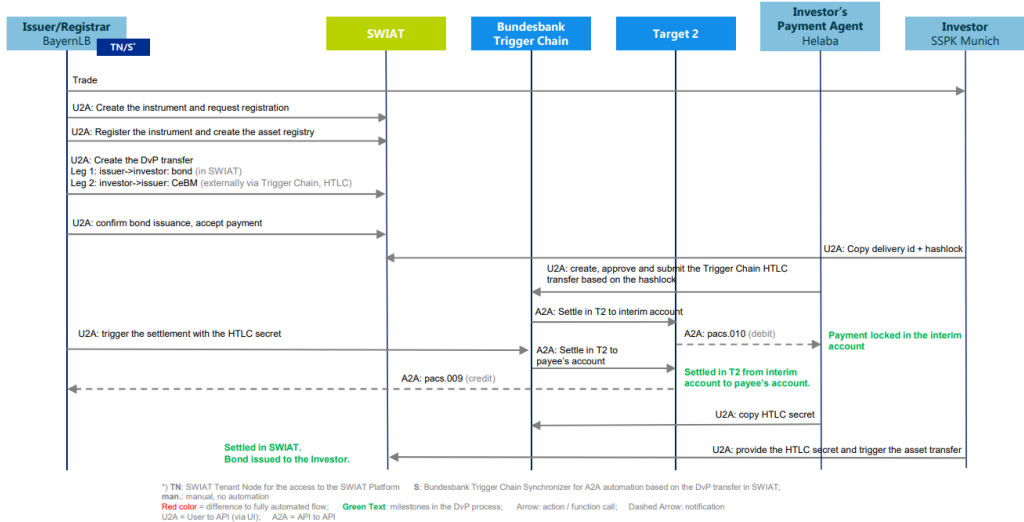 Issuer/Registrar
BayernLB
TN/S*
SWIAT
Bundesbank
Trigger Chain
Target 2
Investor's
Payment Agent
Helaba
Investor
SSPK Munich
Trade
U2A: Create the instrument and request registration
U2A: Register the instrument and create the asset registry
U2A: Create the DvP transfer
Leg 1: issuer->investor: bond (in SWIAT)
Leg 2: investor->issuer: CeBM (externally via Trigger Chain, HTLC)
U2A: confirm bond issuance, accept payment
U2A: Copy delivery id + hashlock
U2A: create, approve and submit the Trigger Chain HTLC
transfer based on the hashlock
A2A: Settle in T2 to interim account
U2A: trigger the settlement with the HTLC secret
A2A: pacs.010 (debit)
Payment locked in the interim
account
A2A: Settle in T2 to
payee's account
Settled in T2 from interim
account to payee's account.
A2A: pacs.009 (credit)
U2A: copy HTLC secret
Settled in SWIAT.
Bond issued to the Investor.
U2A: provide the HTLC secret and trigger the asset transfer
*) TN: SWIAT Tenant Node for the access to the SWIAT Platform S: Bundesbank Trigger Chain Synchronizer for A2A automation based on the DvP transfer in SWIAT;
man.: manual, no automation
Red color = difference to fully automated flow; Green Text: milestones in the DvP process; Arrow: action / function call; Dashed Arrow: notification
U2A = User to API (via UI); A2A = API to API